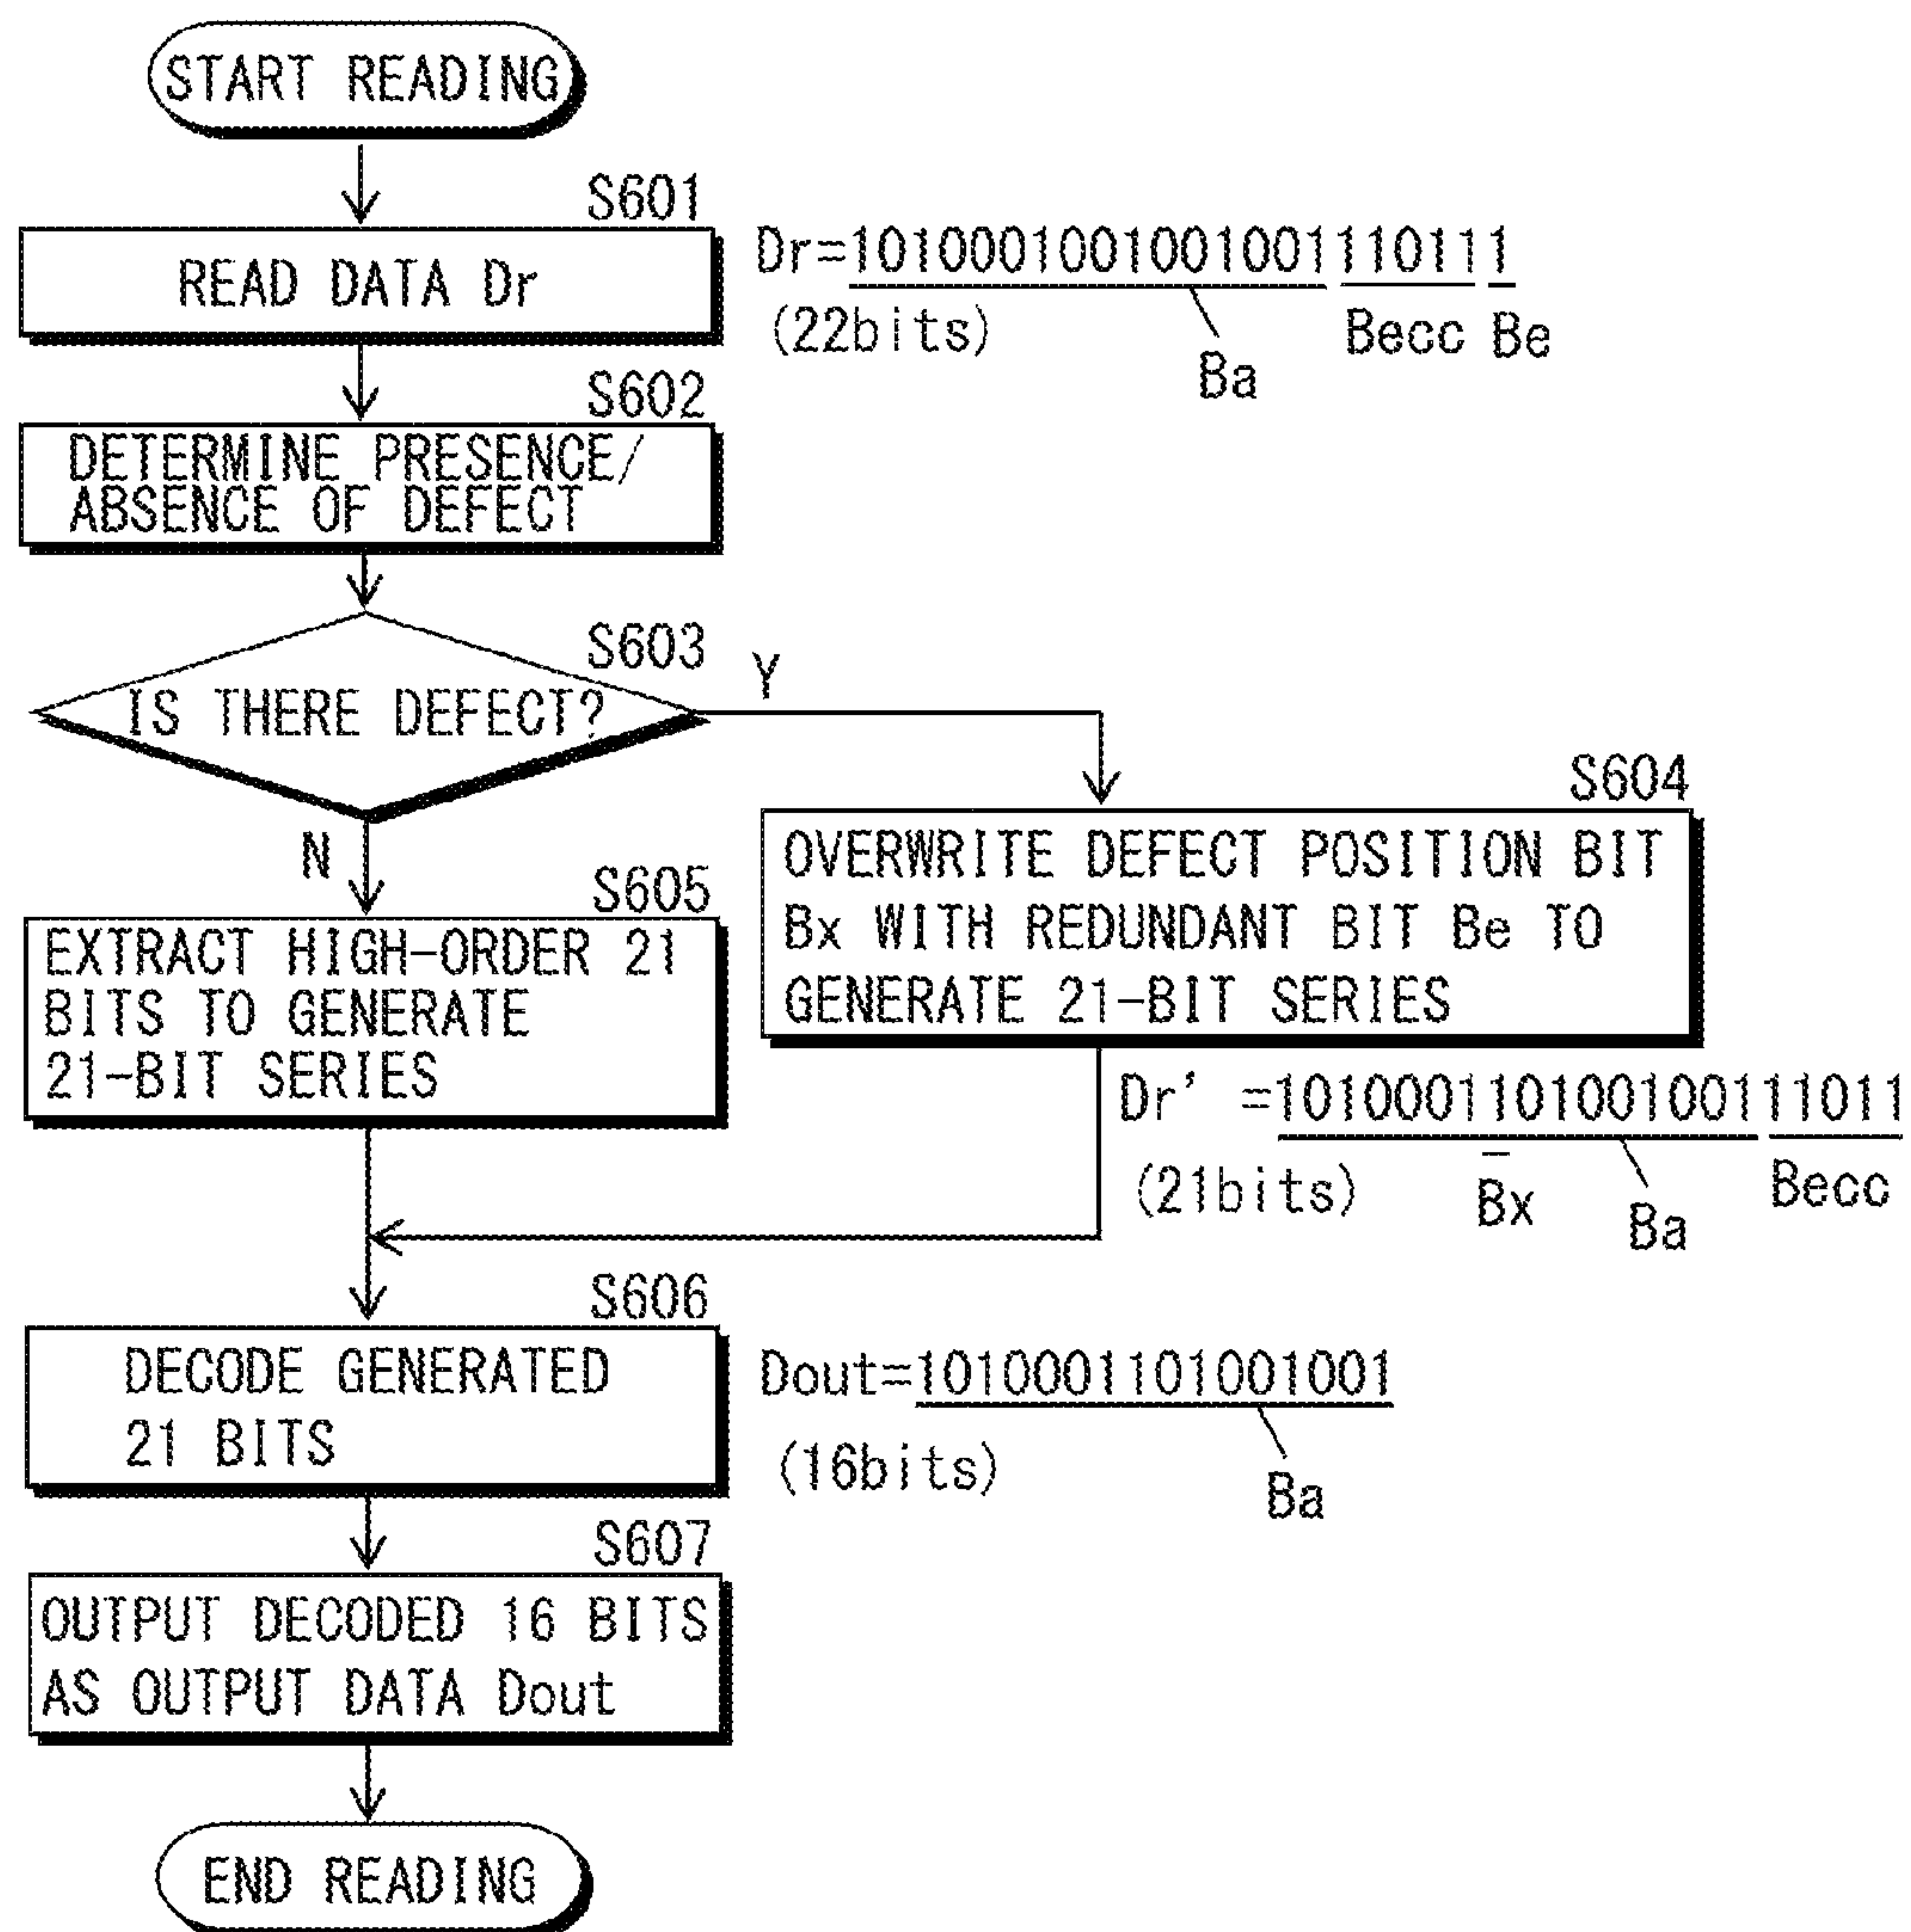 START READING
S601
READ DATA Dr
Dr=1010001001001001110111
(22bits)
Ba
Becc
Be
S602
DETERMINE PRESENCE/
ABSENCE OF DEFECT
S603
IS THERE DEFECT?
Y
N
S604
OVERWRITE DEFECT POSITION BIT
Bx WITH REDUNDANT BIT Be TO
GENERATE 21-BIT SERIES
S605
EXTRACT HIGH-ORDER 21
BITS TO GENERATE
21-BIT SERIES
Dr' =101000110100100111011
(21bits)
Bx
Ba
Becc
S606
DECODE GENERATED
21 BITS
Dout=1010001101001001
(16bits)
Ba
S607
OUTPUT DECODED 16 BITS
AS OUTPUT DATA Dout
END READING